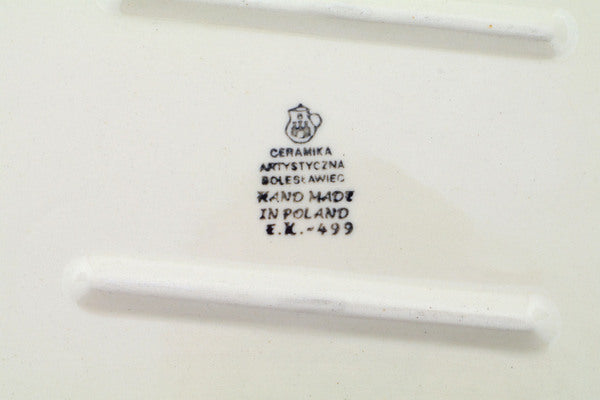 CERAMIKA
ARTYSTYCZNA
BOLESŁAWIEC
HAND MADE
IN POLAND
E.K.-499